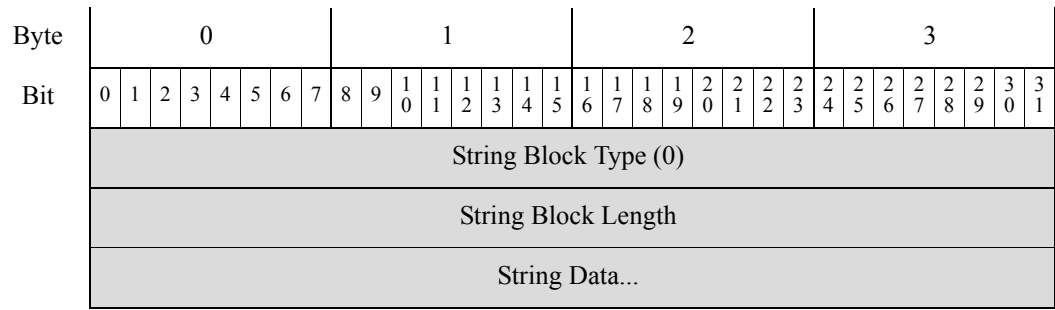 Byte 0 1 2 3
Bit 0 1 2 3 4 5 6 7 8 9 10 11 12 13 14 15 16 17 18 19 20 21 22 23 24 25 26 27 28 29 30 31
String Block Type (0)
String Block Length
String Data...